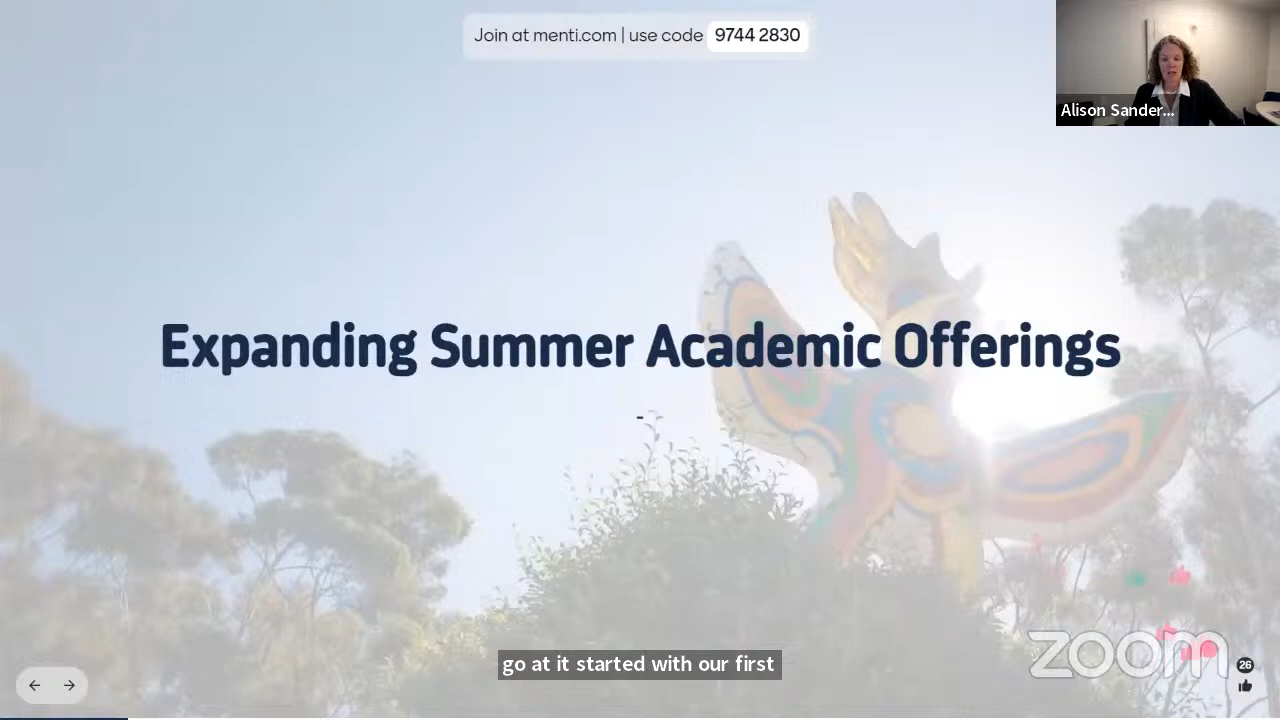 Join at menti.com | use code 9744 2830
Alison Sander...
Expanding Summer Academic Offerings
-
go at it started with our first
zoom
26